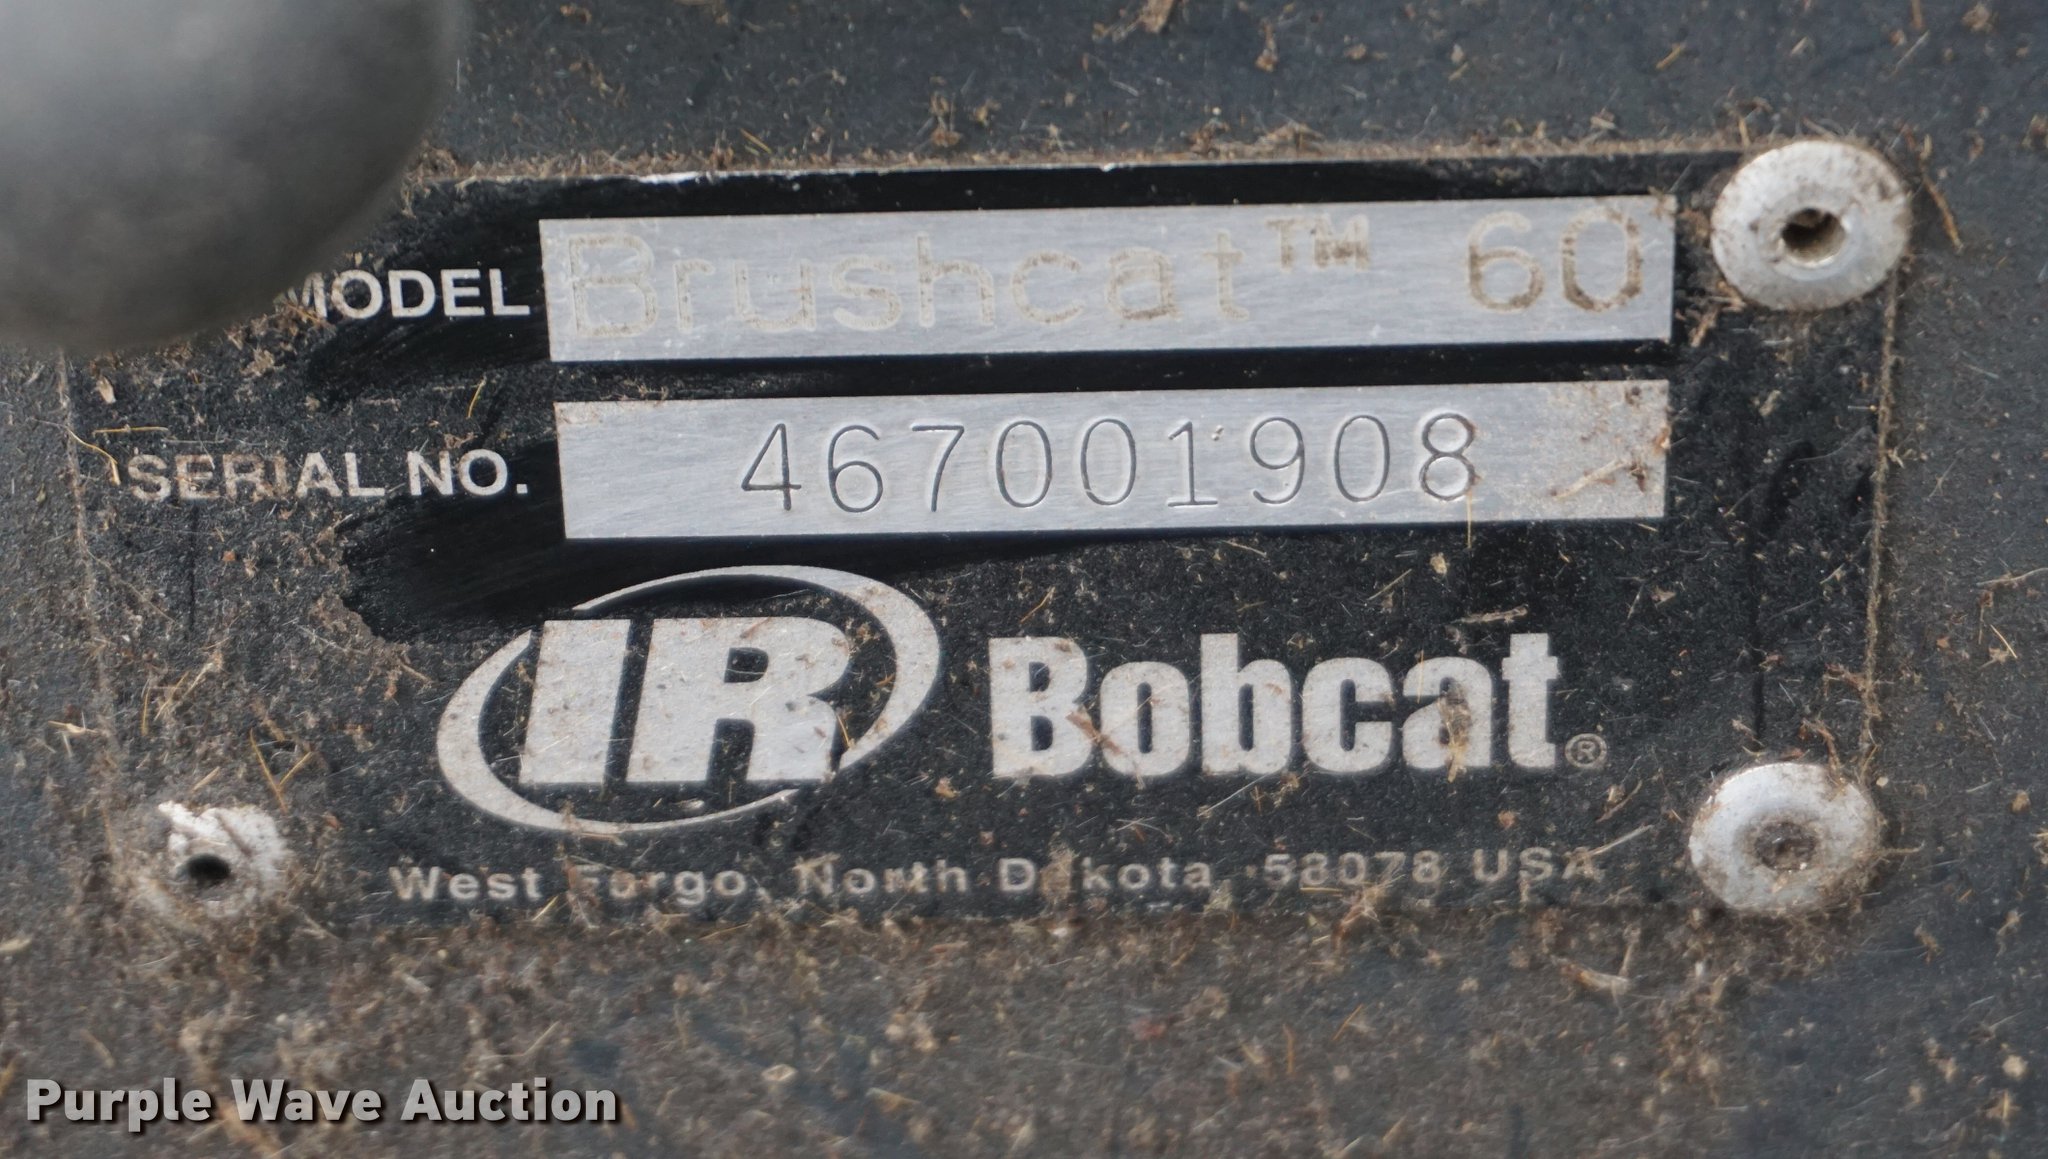 MODEL Brushcat™ 60
SERIAL NO. 467001908
IR Bobcat®
West Fargo, North Dakota 58078 USA
Purple Wave Auction